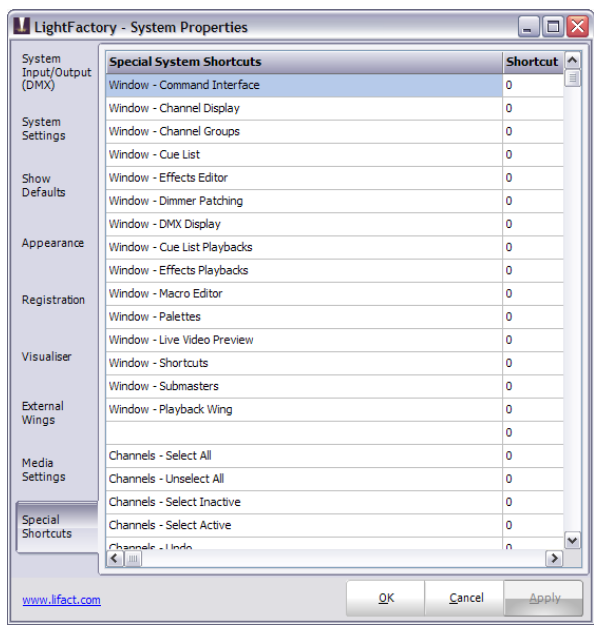 LightFactory - System Properties
System
Input/Output
(DMX)
System
Settings
Show
Defaults
Appearance
Registration
Visualiser
External
Wings
Media
Settings
Special
Shortcuts
Special System Shortcuts Shortcut
Window - Command Interface 0
Window - Channel Display 0
Window - Channel Groups 0
Window - Cue List 0
Window - Effects Editor 0
Window - Dimmer Patching 0
Window - DMX Display 0
Window - Cue List Playbacks 0
Window - Effects Playbacks 0
Window - Macro Editor 0
Window - Palettes 0
Window - Live Video Preview 0
Window - Shortcuts 0
Window - Submasters 0
Window - Playback Wing 0
0
Channels - Select All 0
Channels - Unselect All 0
Channels - Select Inactive 0
Channels - Select Active 0
Channels - Undo 0
www.lifact.com OK Cancel Apply